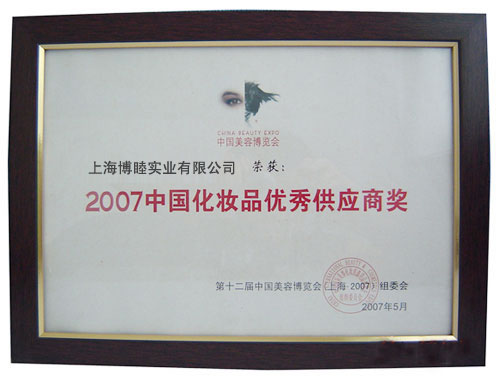 CHINA BEAUTY EXPO
中国美容博览会
上海博睦实业有限公司 荣获：
2007中国化妆品优秀供应商奖
第十二届中国美容博览会（上海·2007）组委会
2007年5月